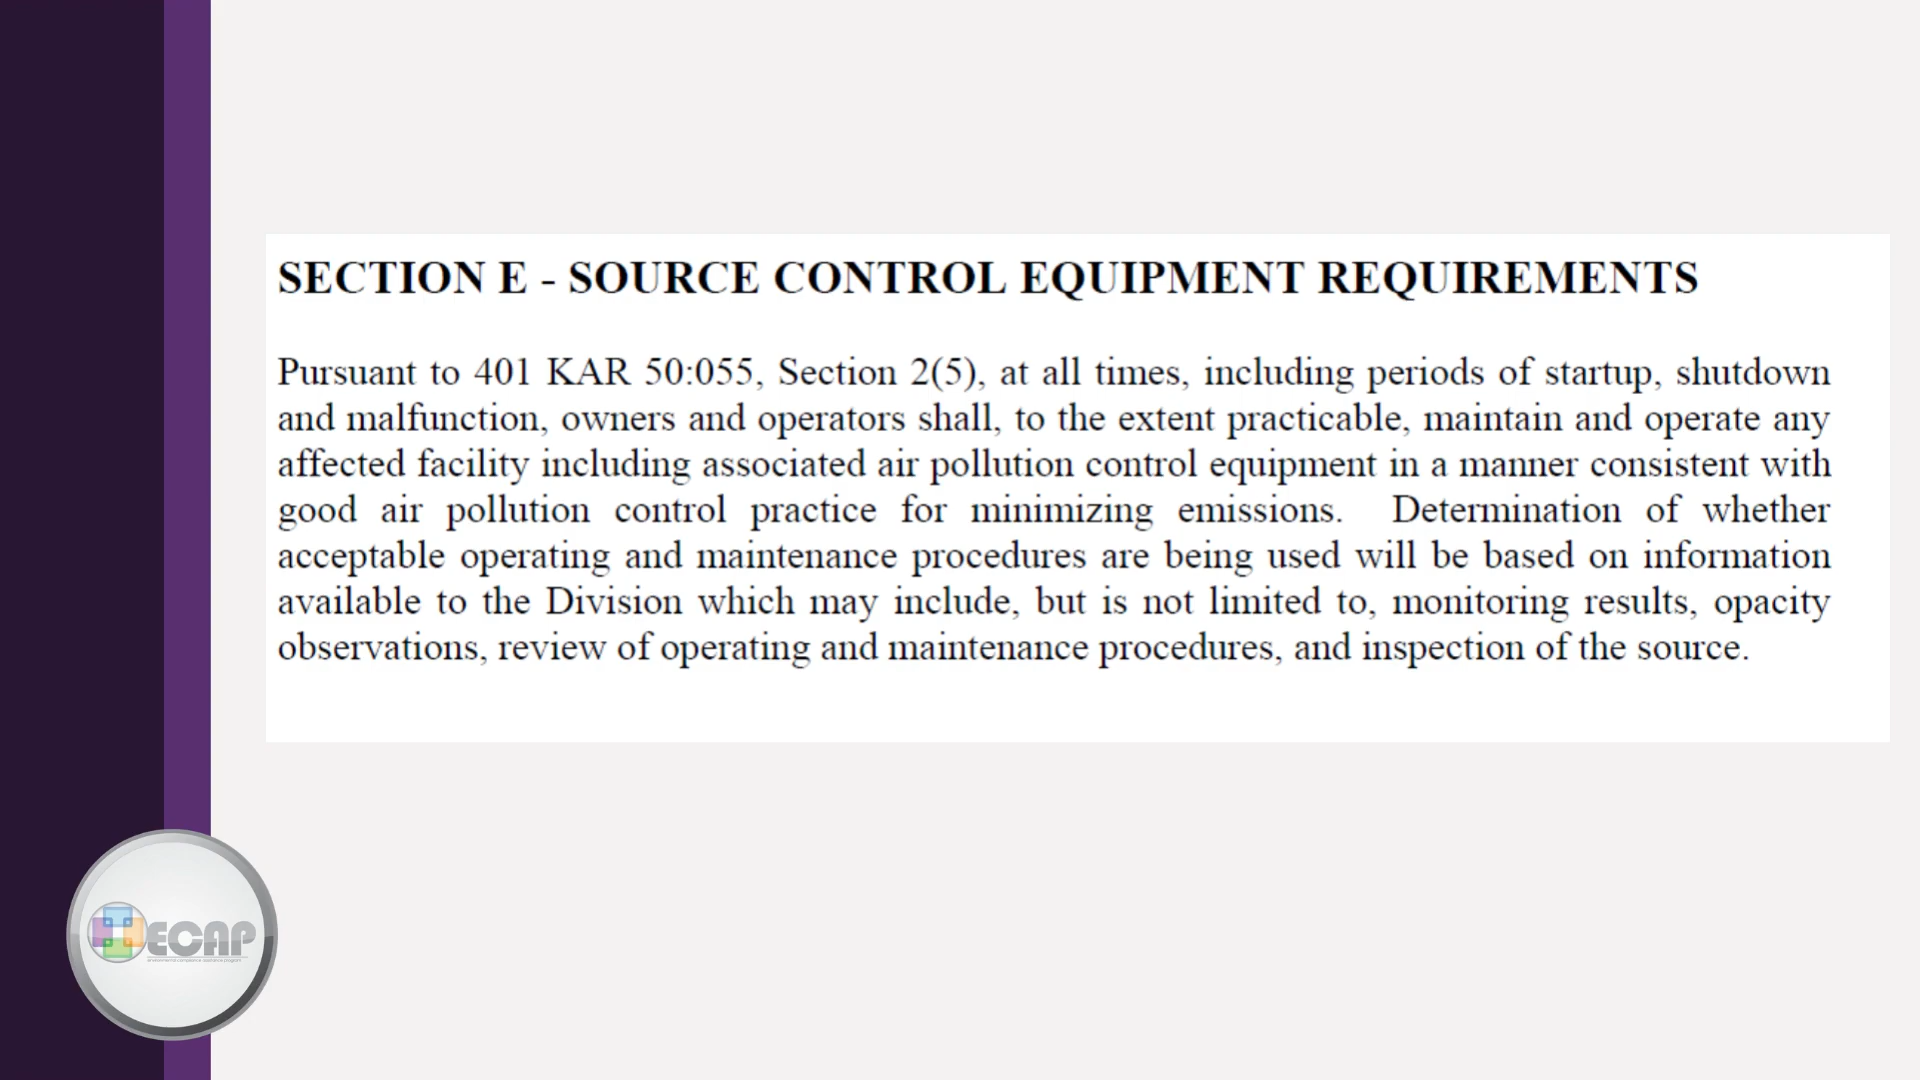 SECTION E - SOURCE CONTROL EQUIPMENT REQUIREMENTS
Pursuant to 401 KAR 50:055, Section 2(5), at all times, including periods of startup, shutdown
and malfunction, owners and operators shall, to the extent practicable, maintain and operate any
affected facility including associated air pollution control equipment in a manner consistent with
good air pollution control practice for minimizing emissions. Determination of whether
acceptable operating and maintenance procedures are being used will be based on information
available to the Division which may include, but is not limited to, monitoring results, opacity
observations, review of operating and maintenance procedures, and inspection of the source.
ECAP